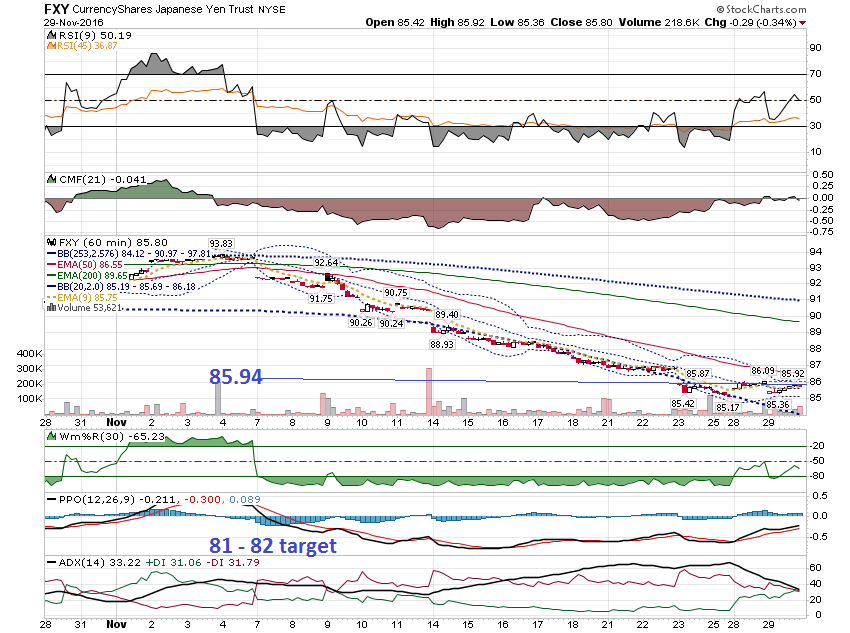 FXY CurrencyShares Japanese Yen Trust NYSE © StockCharts.com
29-Nov-2016 Open 85.42 High 85.92 Low 85.36 Close 85.80 Volume 218.6K Chg -0.29 (-0.34%)
RSI(9) 50.19
RSI(45) 36.87
90
70
50
30
10
CMF(21) -0.041
0.50
0.25
0.00
-0.25
-0.50
-0.75
FXY (60 min) 85.80
BB(253,2.576) 84.12 - 90.97 - 97.81
EMA(50) 86.55
EMA(200) 89.65
BB(20,2.0) 85.19 - 85.69 - 86.18
EMA(9) 85.75
Volume 53,621
93.83
92.64
91.75
90.75
90.26
90.24
89.40
88.93
85.87
86.09
85.92
85.42
85.17
85.36
94
93
92
91
90
89
88
87
86
85
400K
300K
200K
100K
85.94
28 31 Nov 2 3 4 7 8 9 10 11 14 15 16 17 18 21 22 23 25 28 29
Wm%R(30) -65.23
-20
-50
-80
PPO(12,26,9) -0.211, -0.300, 0.089
0.5
0.0
-0.5
81 - 82 target
ADX(14) 33.22 +DI 31.06 -DI 31.79
60
40
20
0
28 31 Nov 2 3 4 7 8 9 10 11 14 15 16 17 18 21 22 23 25 28 29